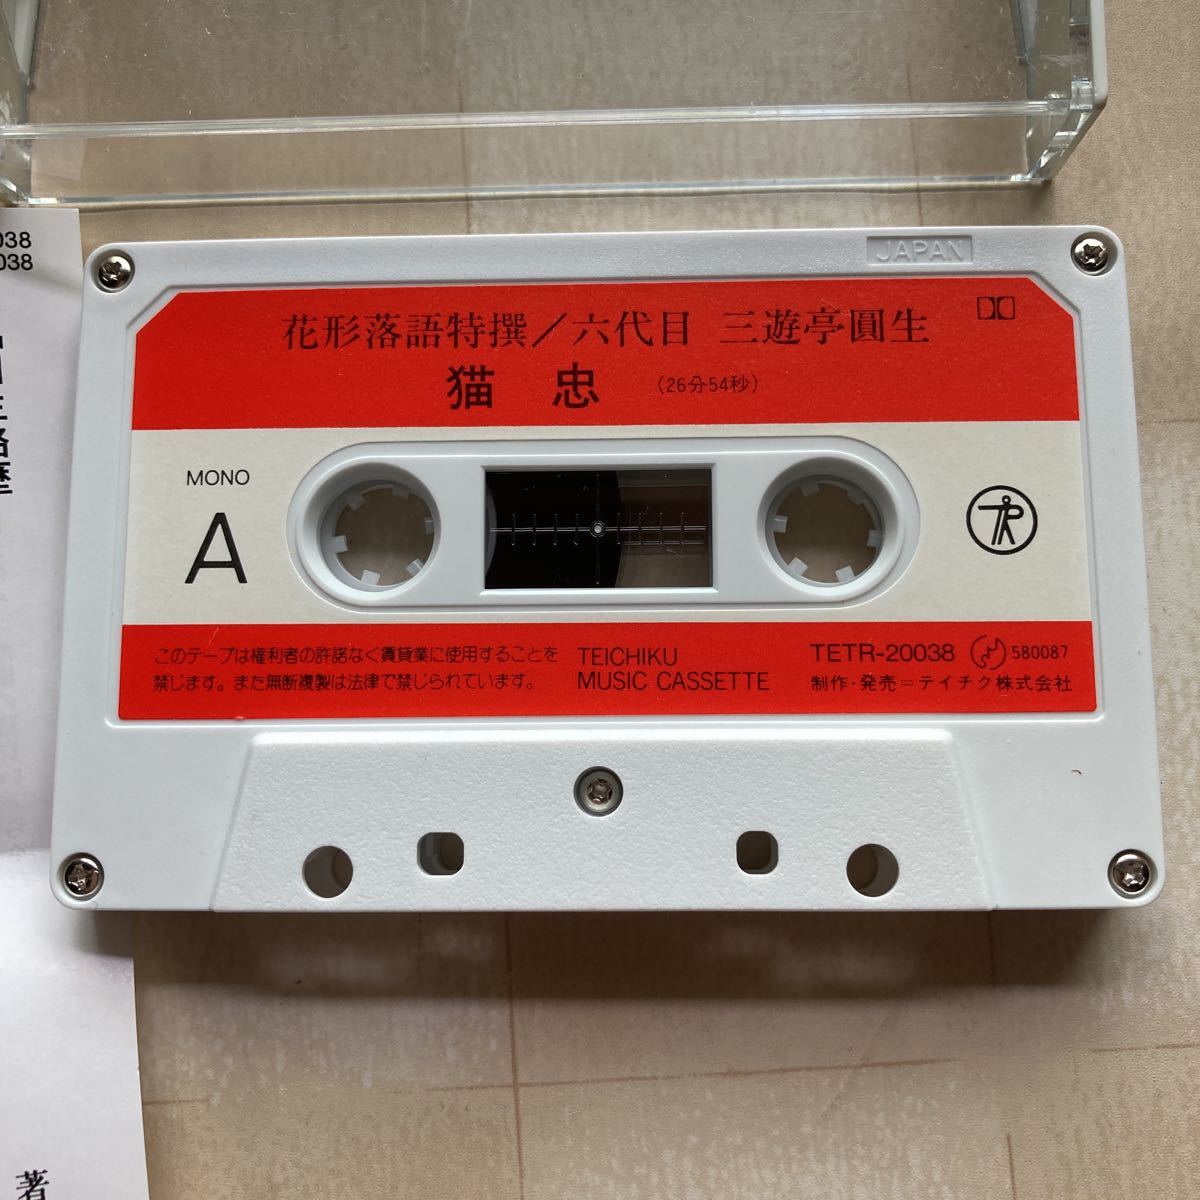 038
038
著
JAPAN
花形落語特撰/六代目 三遊亭圓生
猫 忠 (26分54秒)
MONO
A
このテープは権利者の許諾なく賃貸業に使用することを
禁じます。また無断複製は法律で禁じられています。
TEICHIKU
MUSIC CASSETTE
TETR-20038 580087
制作・発売=テイチク株式会社